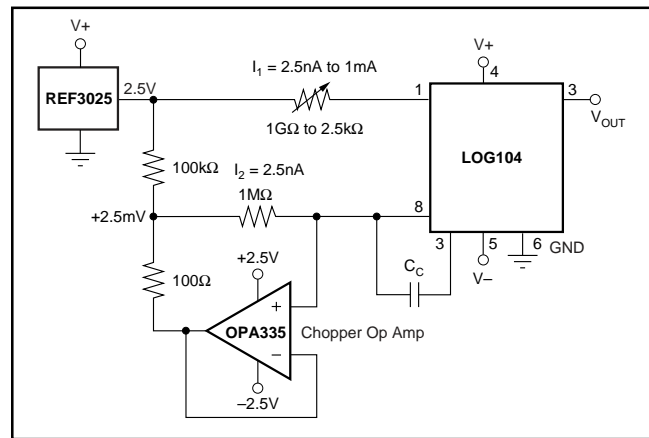 V+
REF3025
2.5V
I1 = 2.5nA to 1mA
1GΩ to 2.5kΩ
V+
4
1
3
VOUT
LOG104
100kΩ
I2 = 2.5nA
1MΩ
+2.5mV
8
3
5
6
GND
V–
CC
100Ω
+2.5V
+
OPA335
–
Chopper Op Amp
–2.5V